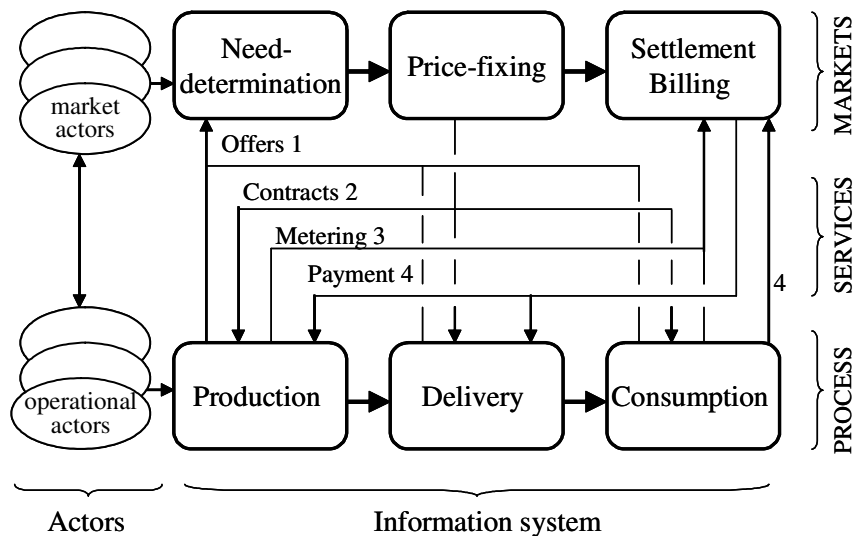 Need-
determination
Price-fixing
Settlement
Billing
MARKETS
market
actors
Offers 1
Contracts 2
Metering 3
Payment 4
4
SERVICES
operational
actors
Production
Delivery
Consumption
PROCESS
Actors
Information system